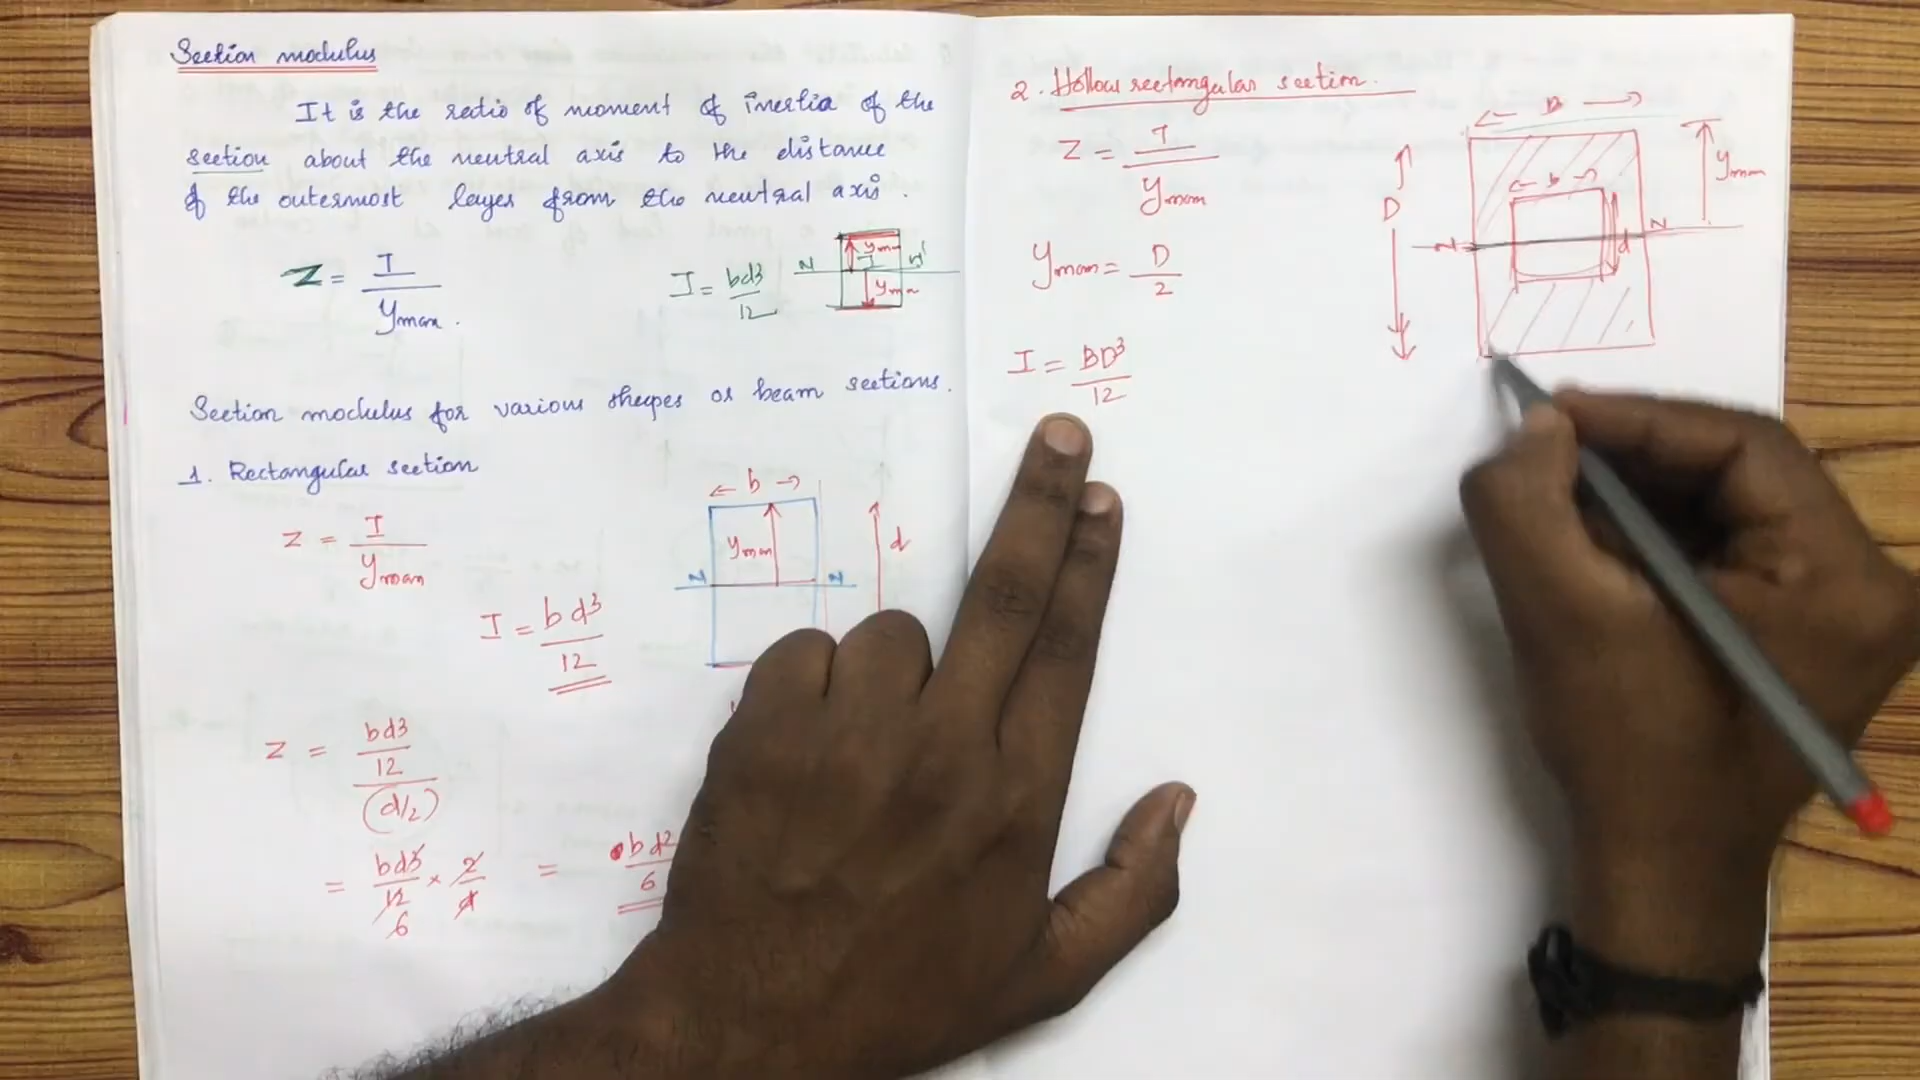 Section modulus
It is the ratio of moment of inertia of the
section about the neutral axis to the distance
of the outermost layer from the neutral axis.
Z = I / ymax.
I = bd³ / 12
N
N
ymax
ymax
Section modulus for various shapes or beam sections.
1. Rectangular section
Z = I / ymax
I = bd³ / 12
← b →
ymax
d
N
N
Z = bd³/12 / (d/2)
= bd³/12 × 2/d = bd²/6
6
2. Hollow rectangular section.
Z = I / ymax
ymax = D / 2
I = BD³ / 12
← B →
← b →
D
d
ymax
N
N